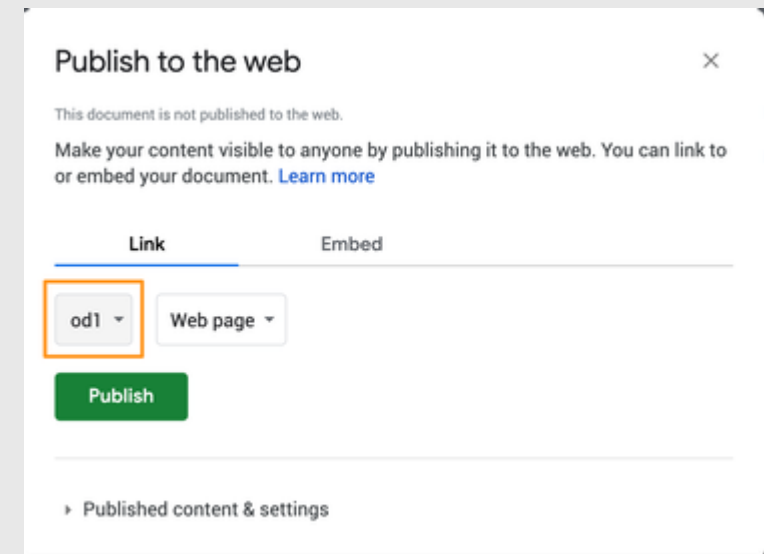 Publish to the web
This document is not published to the web.
Make your content visible to anyone by publishing it to the web. You can link to
or embed your document. Learn more
Link Embed
od1 Web page
Publish
Published content & settings